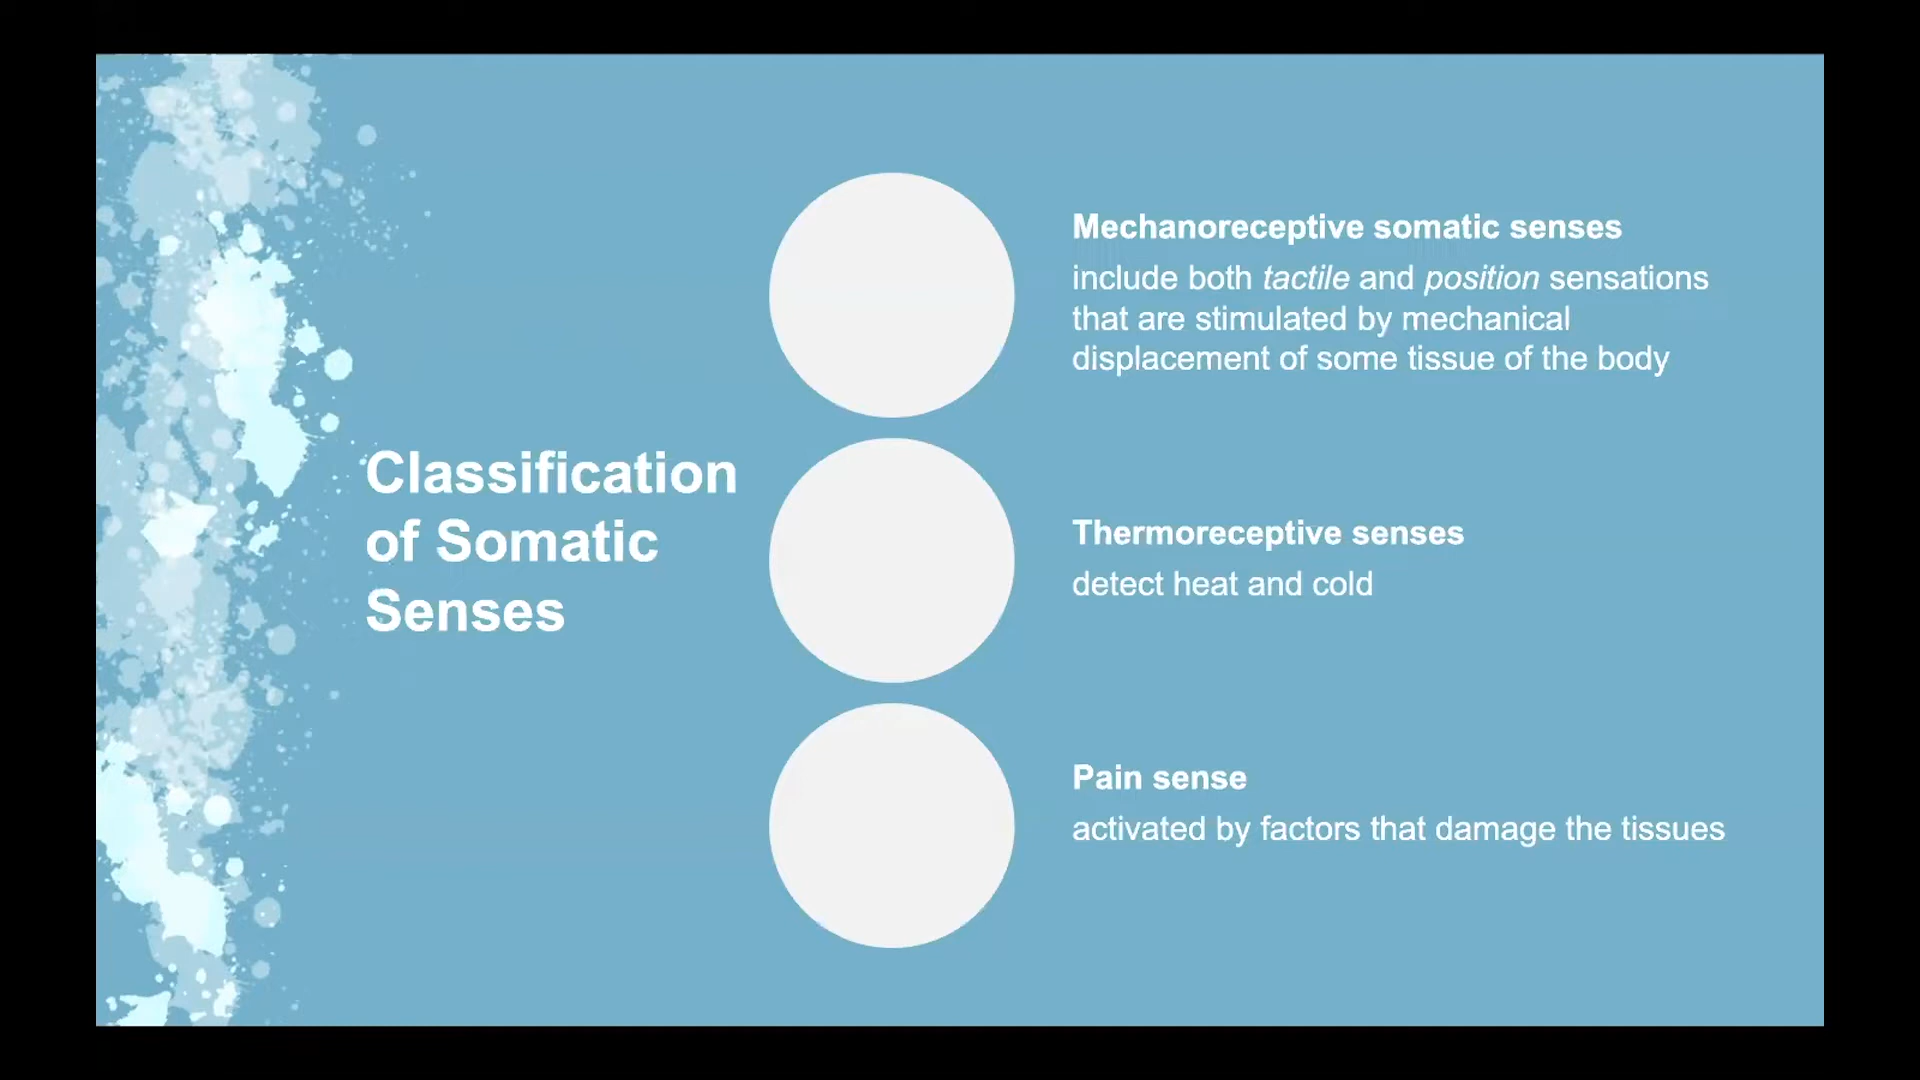 Classification
of Somatic
Senses
Mechanoreceptive somatic senses
include both tactile and position sensations
that are stimulated by mechanical
displacement of some tissue of the body
Thermoreceptive senses
detect heat and cold
Pain sense
activated by factors that damage the tissues